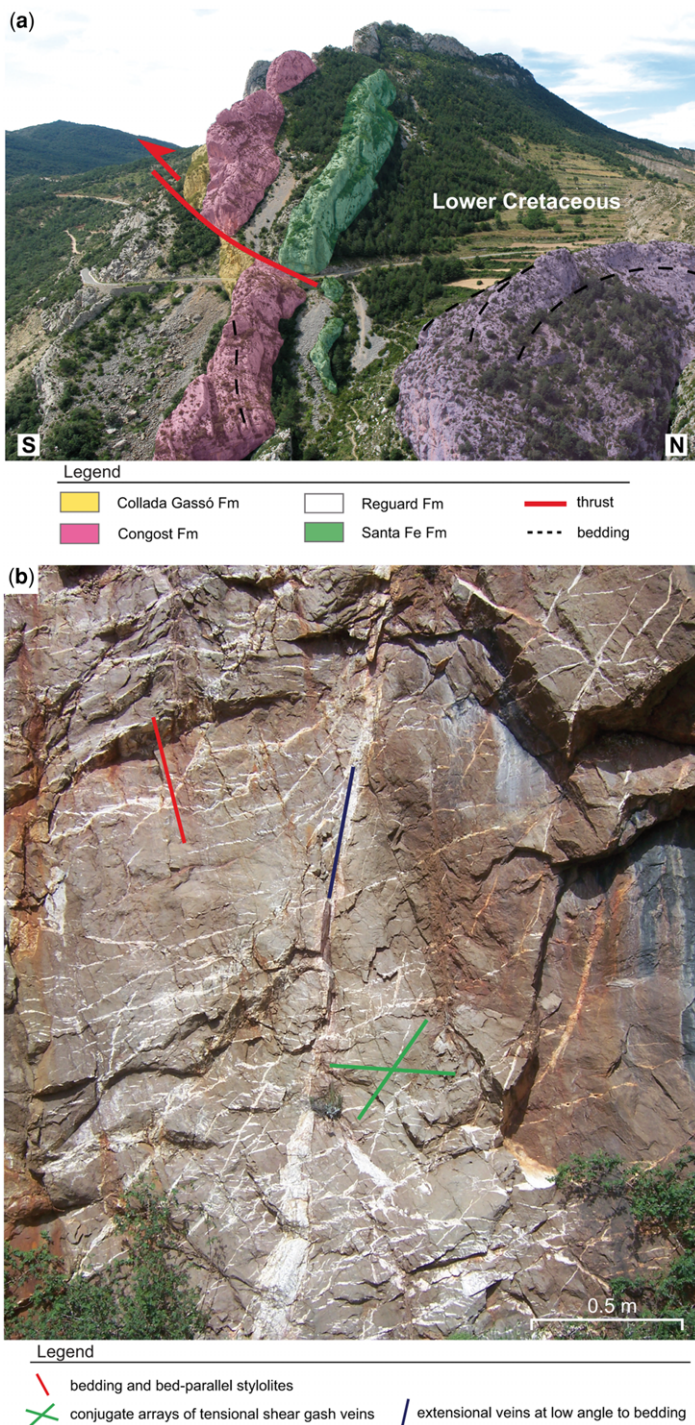 (a)
Lower Cretaceous
S
N
Legend
Collada Gassó Fm
Reguard Fm
thrust
Congost Fm
Santa Fe Fm
bedding
(b)
0.5 m
Legend
bedding and bed-parallel stylolites
conjugate arrays of tensional shear gash veins
extensional veins at low angle to bedding